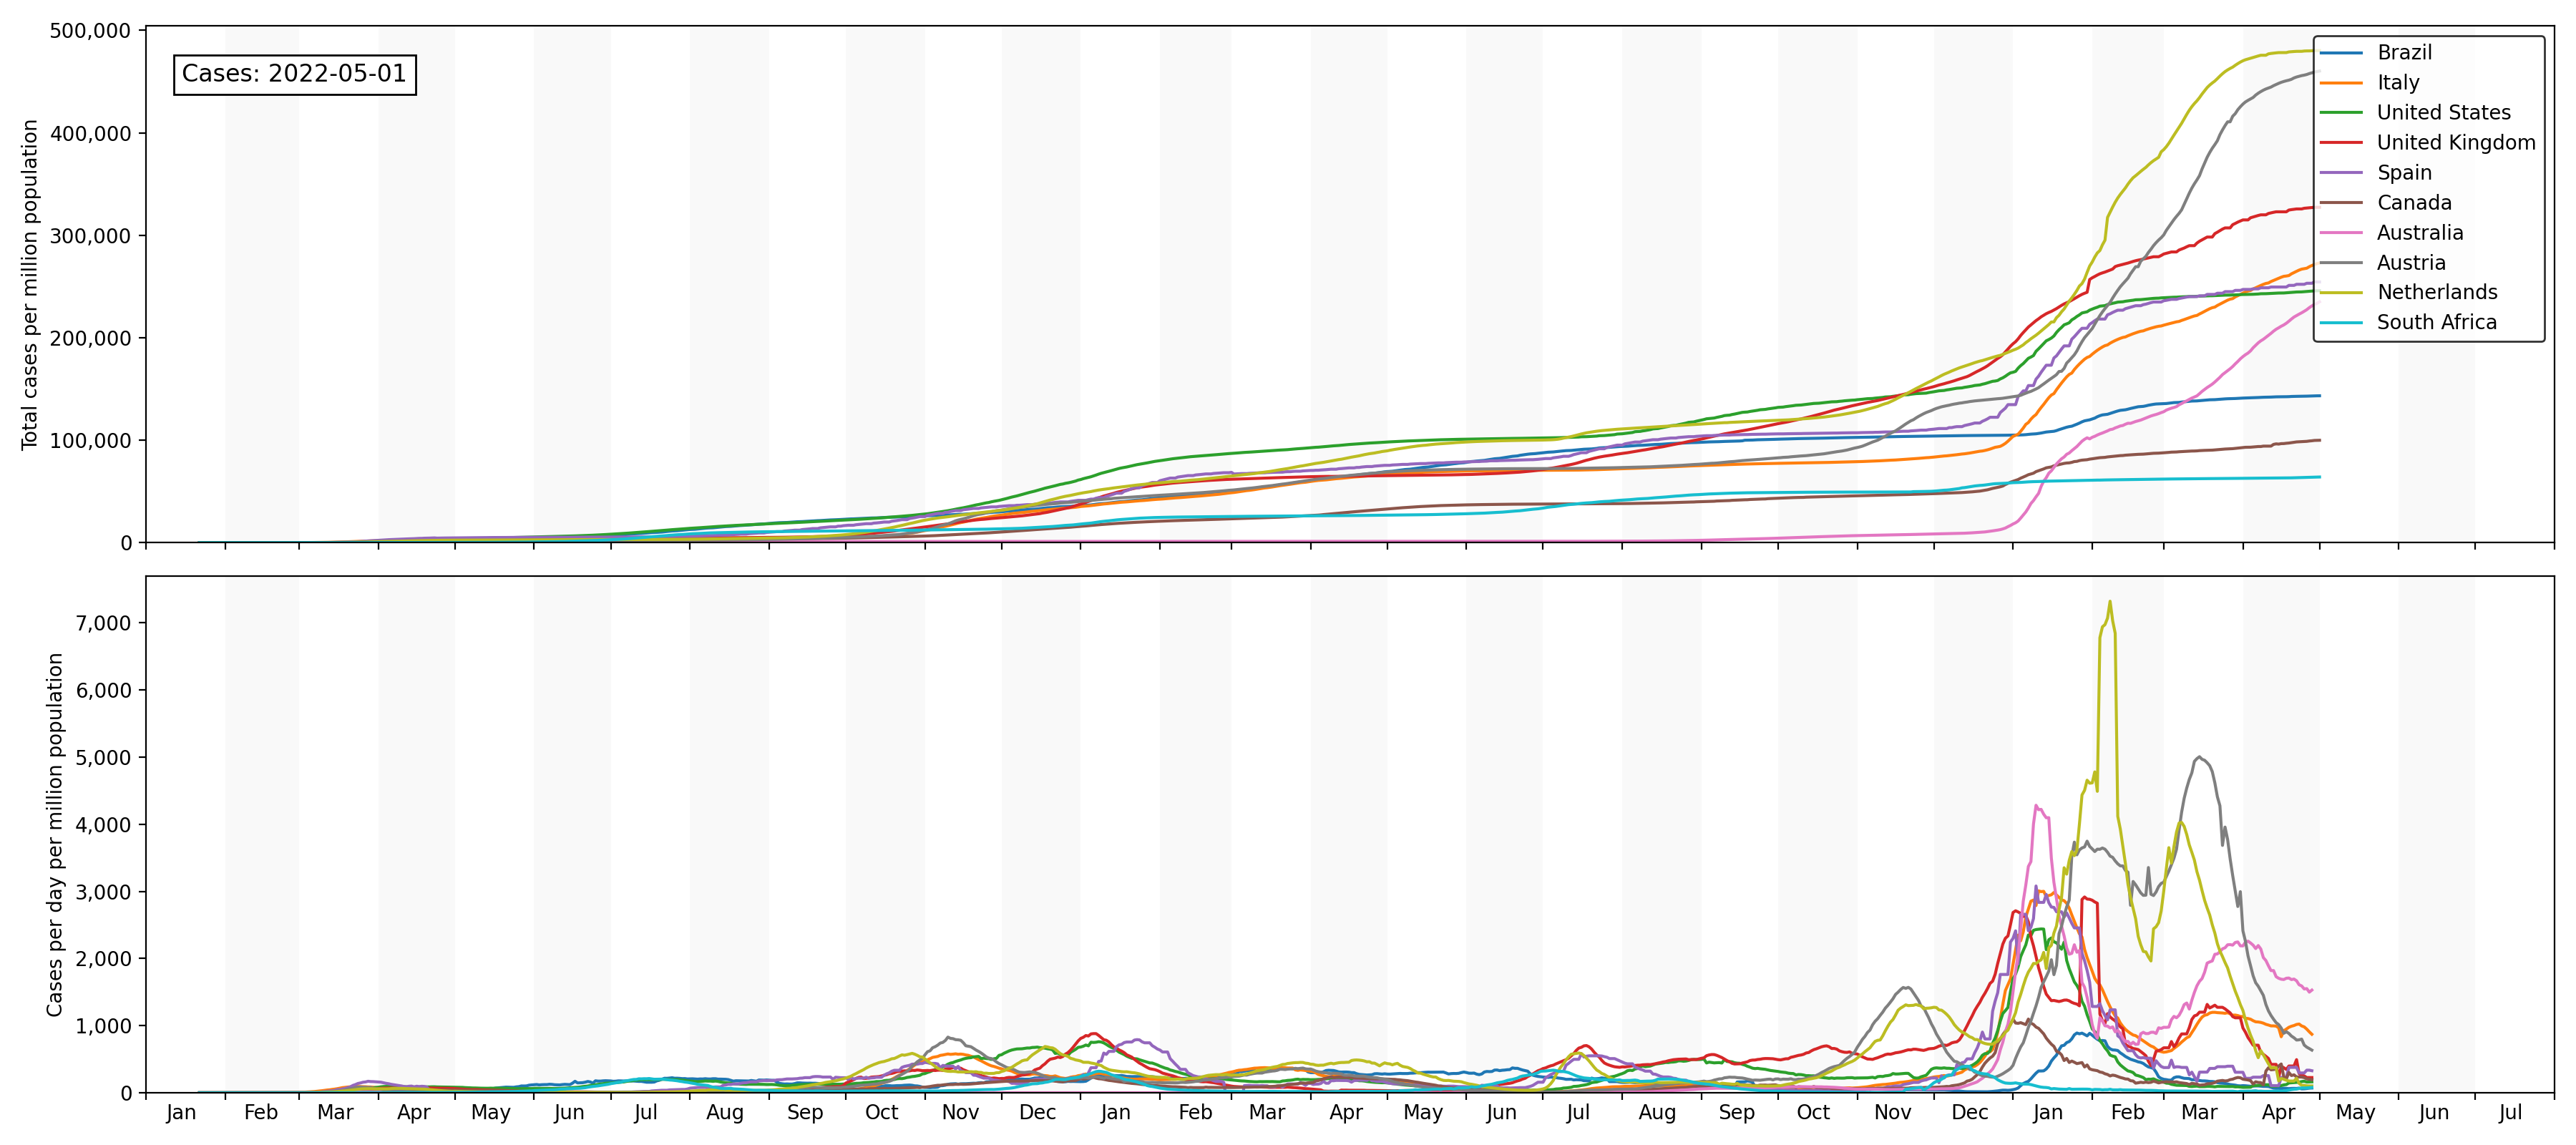 500,000
400,000
300,000
200,000
100,000
0
Total cases per million population
Cases: 2022-05-01
Brazil
Italy
United States
United Kingdom
Spain
Canada
Australia
Austria
Netherlands
South Africa
7,000
6,000
5,000
4,000
3,000
2,000
1,000
0
Cases per day per million population
Jan Feb Mar Apr May Jun Jul Aug Sep Oct Nov Dec Jan Feb Mar Apr May Jun Jul Aug Sep Oct Nov Dec Jan Feb Mar Apr May Jun Jul